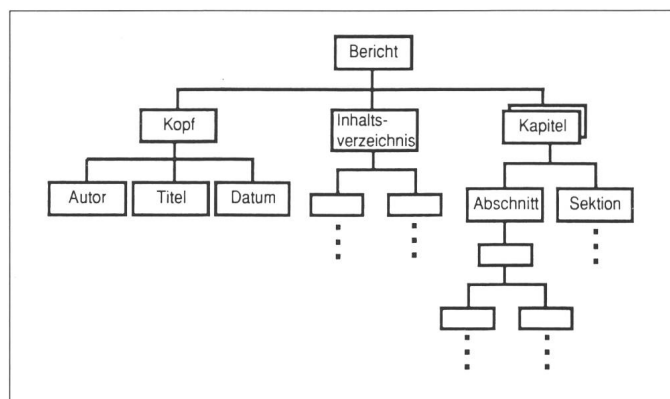 Bericht
Kopf
Inhalts-
verzeichnis
Kapitel
Autor
Titel
Datum
Abschnitt
Sektion